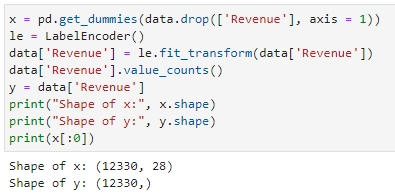 x = pd.get_dummies(data.drop(['Revenue'], axis = 1))
le = LabelEncoder()
data['Revenue'] = le.fit_transform(data['Revenue'])
data['Revenue'].value_counts()
y = data['Revenue']
print("Shape of x:", x.shape)
print("Shape of y:", y.shape)
print(x[:0])
Shape of x: (12330, 28)
Shape of y: (12330,)